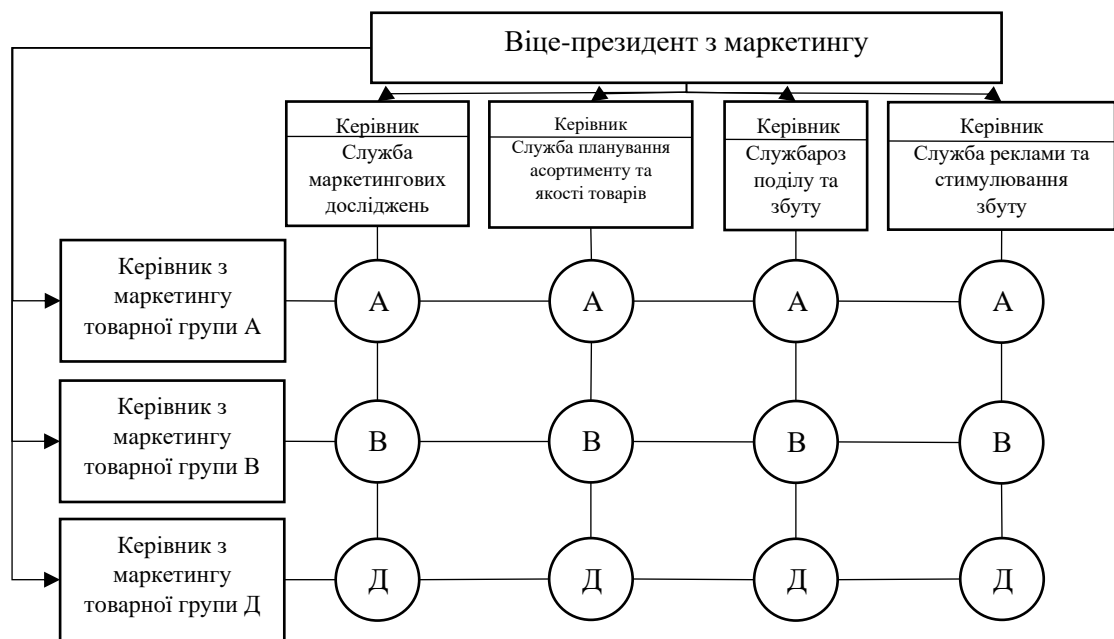 Віце-президент з маркетингу
Керівник
Служба
маркетингових
досліджень
Керівник
Служба планування
асортименту та
якості товарів
Керівник
Службароз
поділу та
збуту
Керівник
Служба реклами та
стимулювання
збуту
Керівник з
маркетингу
товарної групи А
А
А
А
А
Керівник з
маркетингу
товарної групи В
В
В
В
В
Керівник з
маркетингу
товарної групи Д
Д
Д
Д
Д